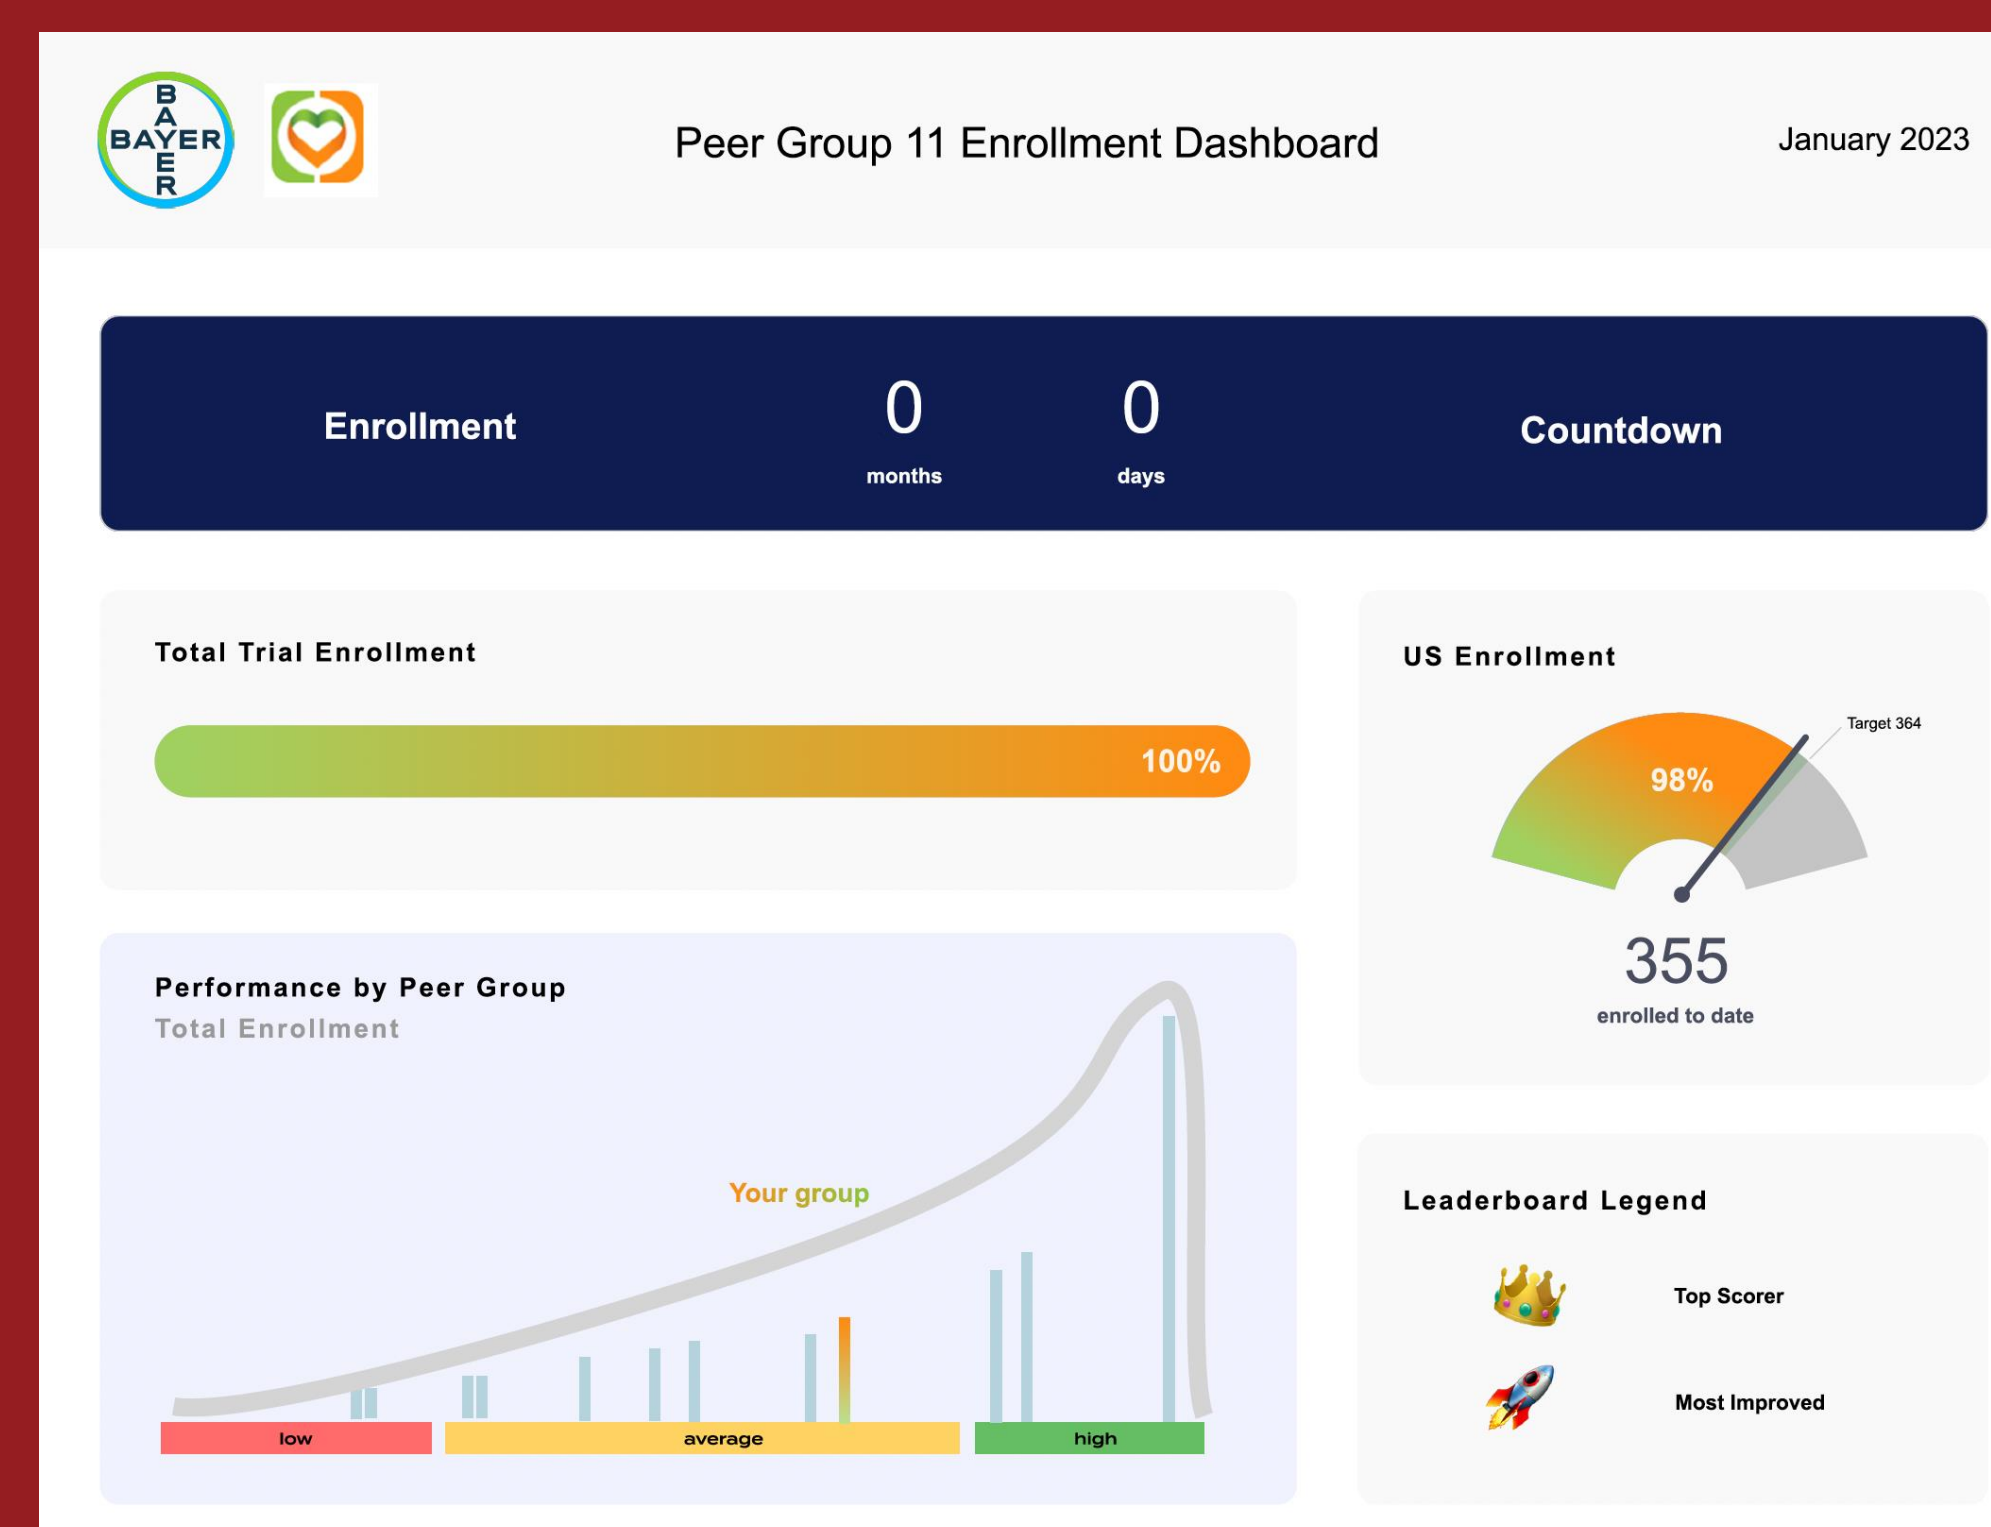 BAYER
BAYER
Peer Group 11 Enrollment Dashboard
January 2023
Enrollment
0
months
0
days
Countdown
Total Trial Enrollment
100%
US Enrollment
Target 364
98%
355
enrolled to date
Performance by Peer Group
Total Enrollment
Your group
low
average
high
Leaderboard Legend
Top Scorer
Most Improved